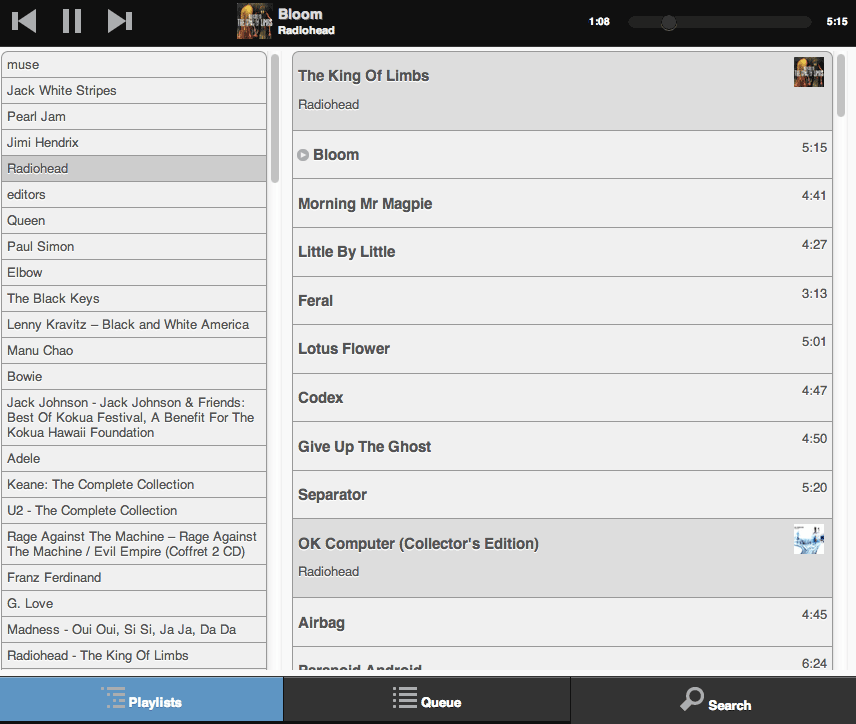 Bloom
Radiohead
1:08
5:15
muse
Jack White Stripes
Pearl Jam
Jimi Hendrix
Radiohead
editors
Queen
Paul Simon
Elbow
The Black Keys
Lenny Kravitz – Black and White America
Manu Chao
Bowie
Jack Johnson - Jack Johnson & Friends:
Best Of Kokua Festival, A Benefit For The
Kokua Hawaii Foundation
Adele
Keane: The Complete Collection
U2 - The Complete Collection
Rage Against The Machine – Rage Against
The Machine / Evil Empire (Coffret 2 CD)
Franz Ferdinand
G. Love
Madness - Oui Oui, Si Si, Ja Ja, Da Da
Radiohead - The King Of Limbs
The King Of Limbs
Radiohead
Bloom 5:15
Morning Mr Magpie 4:41
Little By Little 4:27
Feral 3:13
Lotus Flower 5:01
Codex 4:47
Give Up The Ghost 4:50
Separator 5:20
OK Computer (Collector's Edition)
Radiohead
Airbag 4:45
Paranoid Android 6:24
Playlists
Queue
Search